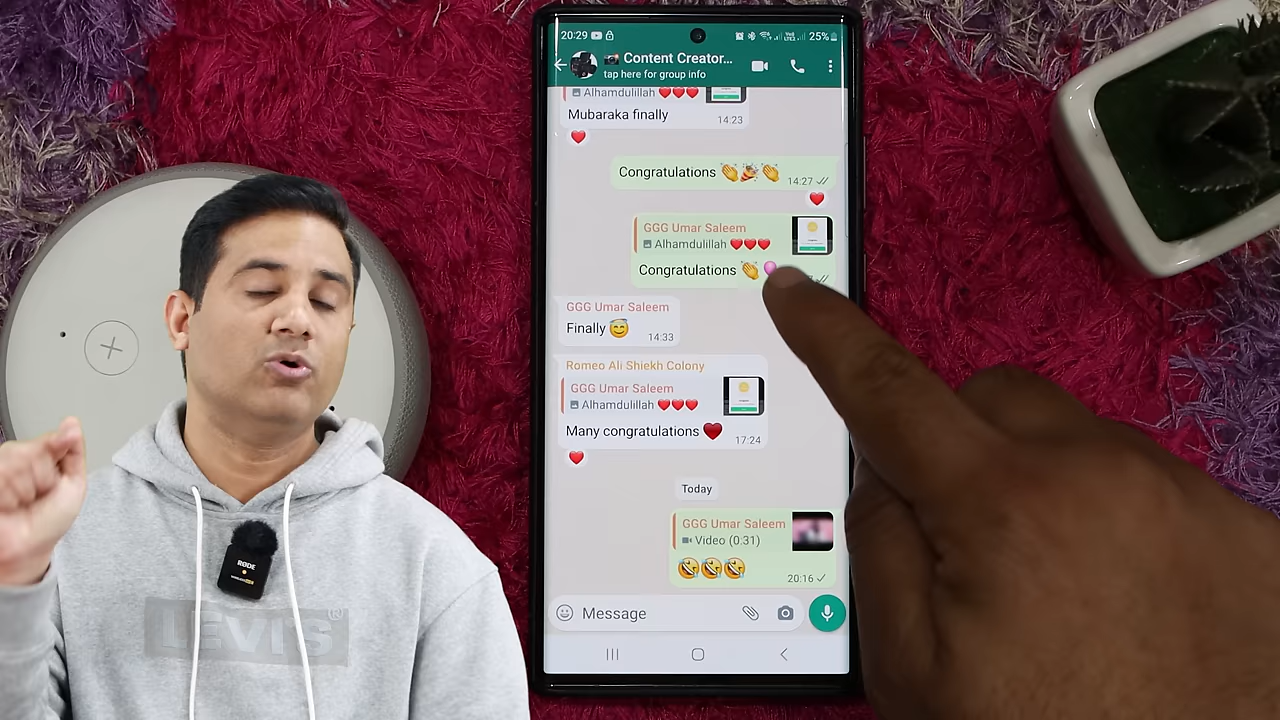 20:29
25%
Content Creator...
tap here for group info
Alhamdulillah ❤️❤️❤️
Mubaraka finally
14:23
Congratulations 👏🎉👏
14:27
GGG Umar Saleem
Alhamdulillah ❤️❤️❤️
Congratulations 👏
GGG Umar Saleem
Finally 😇
14:33
Romeo Ali Shiekh Colony
GGG Umar Saleem
Alhamdulillah ❤️❤️❤️
Many congratulations ❤️
17:24
Today
GGG Umar Saleem
Video (0:31)
🤣🤣🤣
20:16
Message
RØDE
LEVI'S®